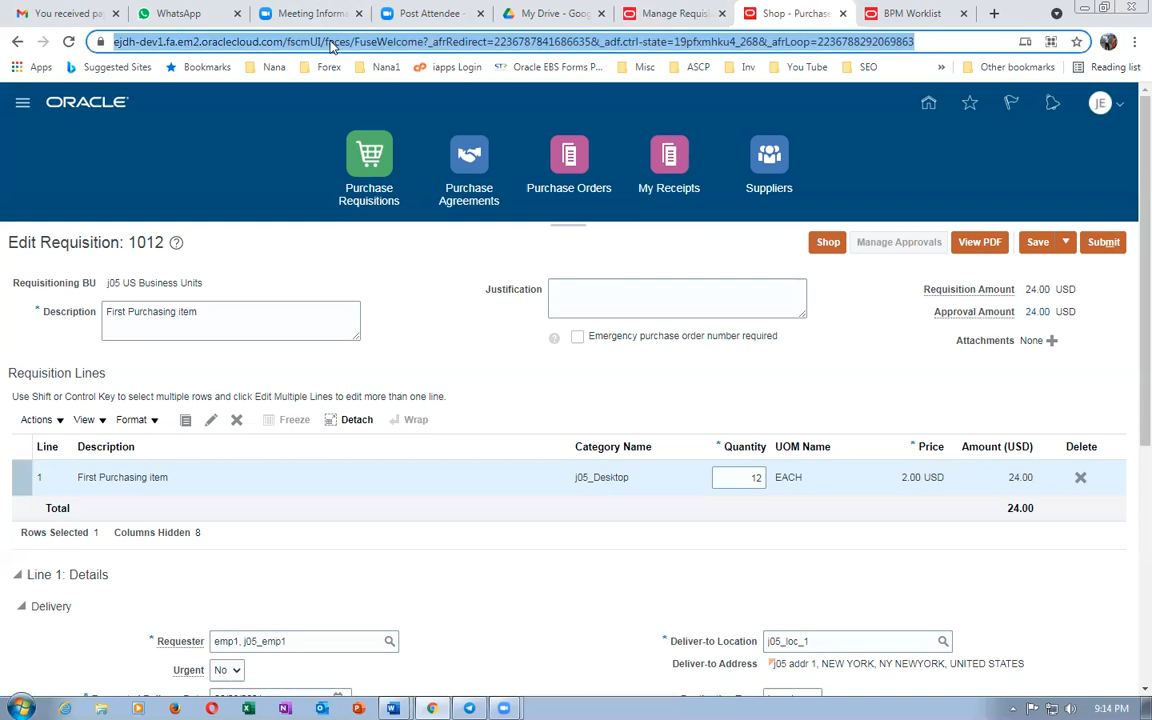 You received pay
WhatsApp
Meeting Informa
Post Attendee -
My Drive - Goog
Manage Requisi
Shop - Purchase
BPM Worklist
ejdh-dev1.fa.em2.oraclecloud.com/fscmUI/faces/FuseWelcome?_afrRedirect=22367878416866635&_adf.ctrl-state=19pfxmhku4_268&_afrLoop=2236788292069863
Apps
Suggested Sites
Bookmarks
Nana
Forex
Nana1
iapps Login
Oracle EBS Forms P...
Misc
ASCP
Inv
You Tube
SEO
»
Other bookmarks
Reading list
ORACLE
JE
Purchase Requisitions
Purchase Agreements
Purchase Orders
My Receipts
Suppliers
Edit Requisition: 1012
Shop
Manage Approvals
View PDF
Save
Submit
Requisitioning BU j05 US Business Units
* Description First Purchasing item
Justification
Emergency purchase order number required
Requisition Amount 24.00 USD
Approval Amount 24.00 USD
Attachments None
Requisition Lines
Use Shift or Control Key to select multiple rows and click Edit Multiple Lines to edit more than one line.
Actions View Format Freeze Detach Wrap
Line Description Category Name * Quantity UOM Name * Price Amount (USD) Delete
1 First Purchasing item j05_Desktop 12 EACH 2.00 USD 24.00
Total 24.00
Rows Selected 1 Columns Hidden 8
Line 1: Details
Delivery
* Requester emp1, j05_emp1
* Deliver-to Location j05_loc_1
Deliver-to Address j05 addr 1, NEW YORK, NY NEWYORK, UNITED STATES
Urgent No
9:14 PM